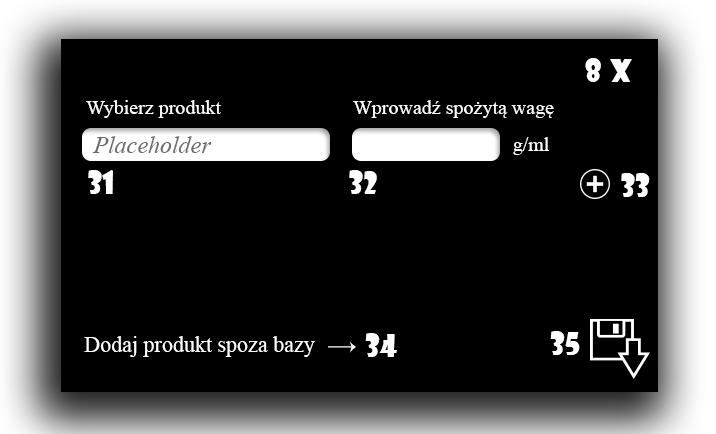 8 X
Wybierz produkt
Wprowadź spożytą wagę
Placeholder
g/ml
31
32
33
Dodaj produkt spoza bazy → 34
35